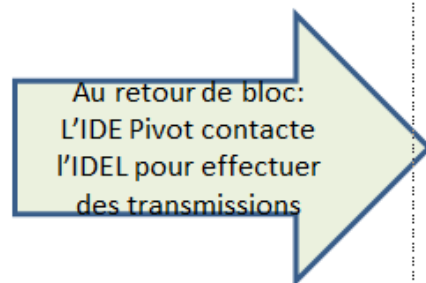 Au retour de bloc:
L'IDE Pivot contacte
l'IDEL pour effectuer
des transmissions